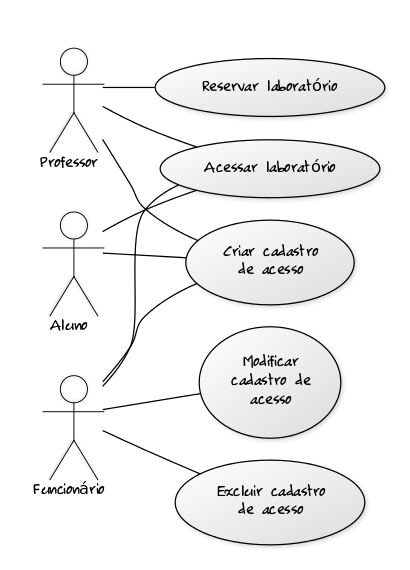 Reservar laboratório
Professor
Acessar laboratório
Aluno
Criar cadastro
de acesso
Modificar
cadastro de
acesso
Funcionário
Excluir cadastro
de acesso